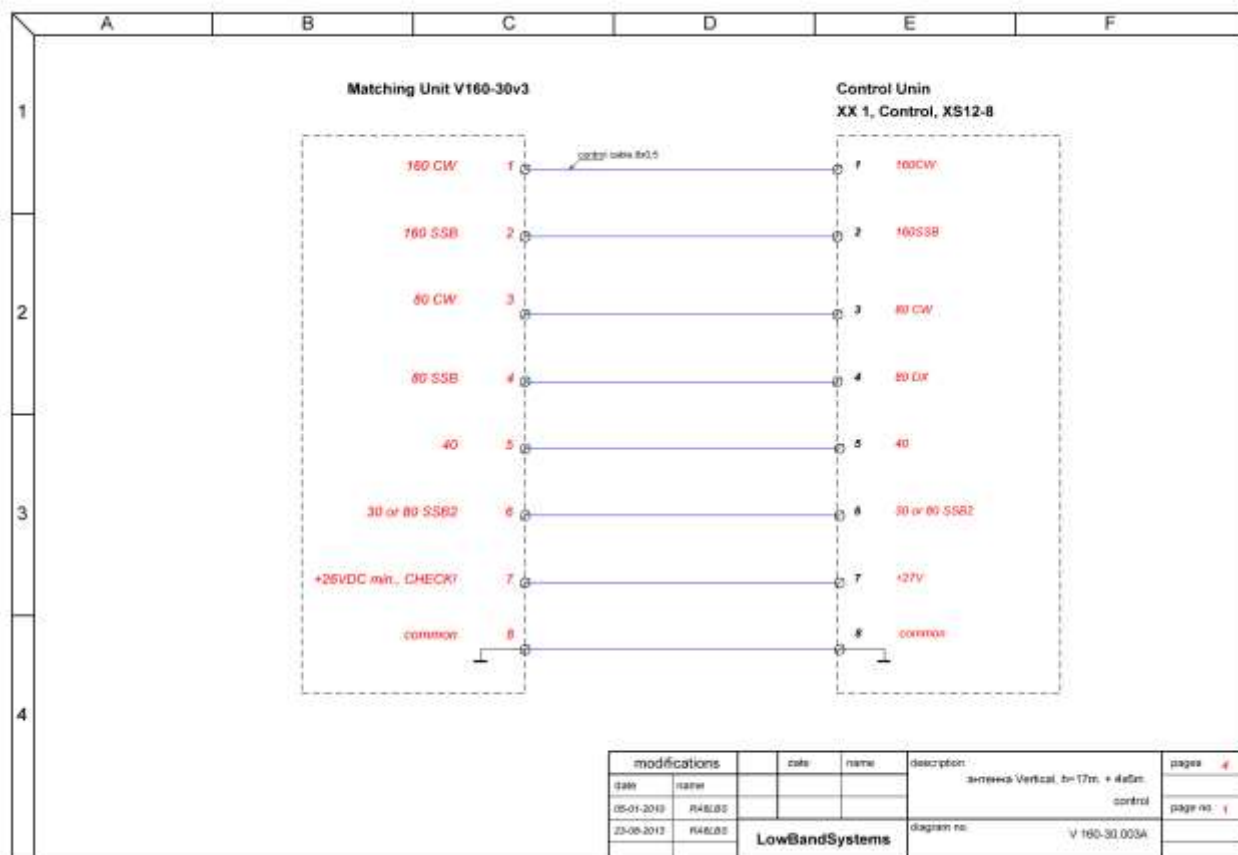 A B C D E F
Matching Unit V160-30v3
Control Unin
XX 1, Control, XS12-8
1
control cable 8x0,5
160 CW 1 1 160CW
160 SSB 2 2 160SSB
2
80 CW 3 3 80 CW
80 SSB 4 4 80 DX
40 5 5 40
3
30 or 80 SSB2 6 6 30 or 80 SSB2
+26VDC min., CHECK! 7 7 +27V
common 8 8 common
4
modifications date name description pages 4
антенна Vertical, h=17m. +
date name control page no. 1
05-01-2013
23-08-2013 LowBandSystems diagram no. V 160-30.003A